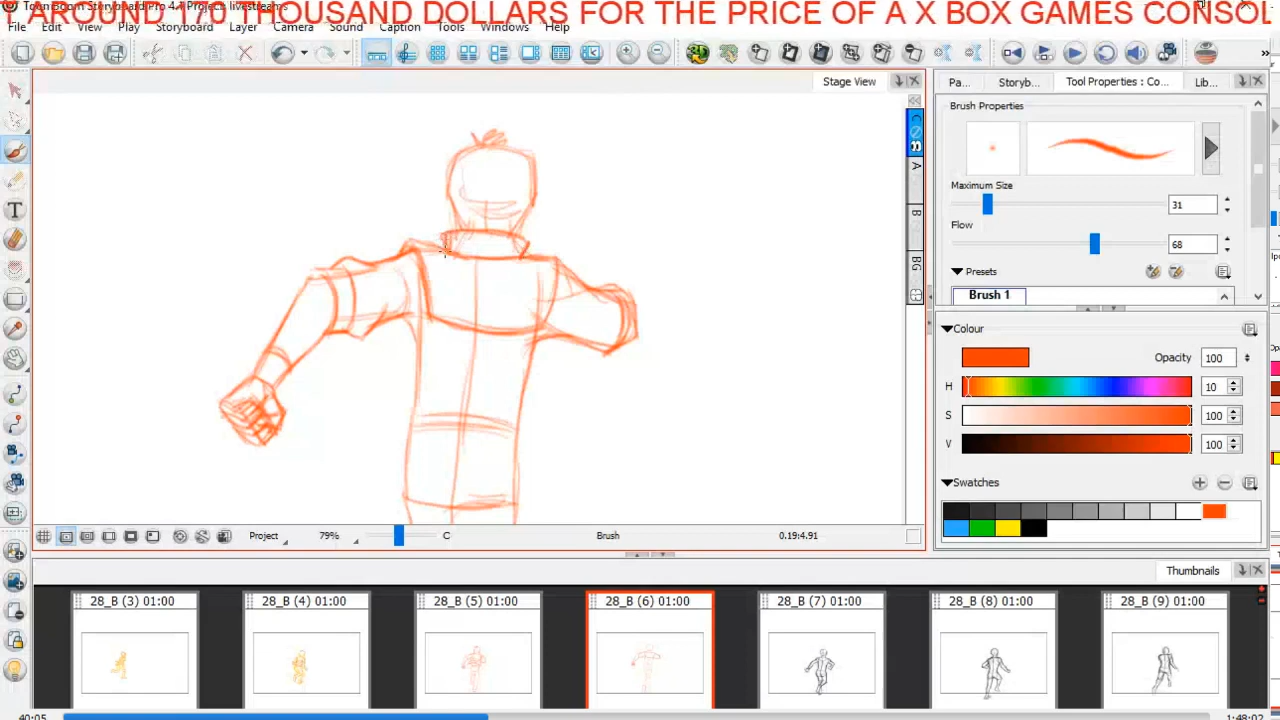 Y AND FUN THOUSAND DOLLARS FOR THE PRICE OF A X BOX GAMES CONSOL
File Edit View Play Storyboard Layer Camera Sound Caption Tools Windows Help
Stage View
Pa... Storyb... Tool Properties : Co... Lib...
Brush Properties
Maximum Size
31
Flow
68
Presets
Brush 1
Colour
Opacity 100
H 10
S 100
V 100
Swatches
C
A
B
BG
Project 79% C Brush 0.19:4.91
Thumbnails
28_B (3) 01:00
28_B (4) 01:00
28_B (5) 01:00
28_B (6) 01:00
28_B (7) 01:00
28_B (8) 01:00
28_B (9) 01:00
40:05 1:48:02